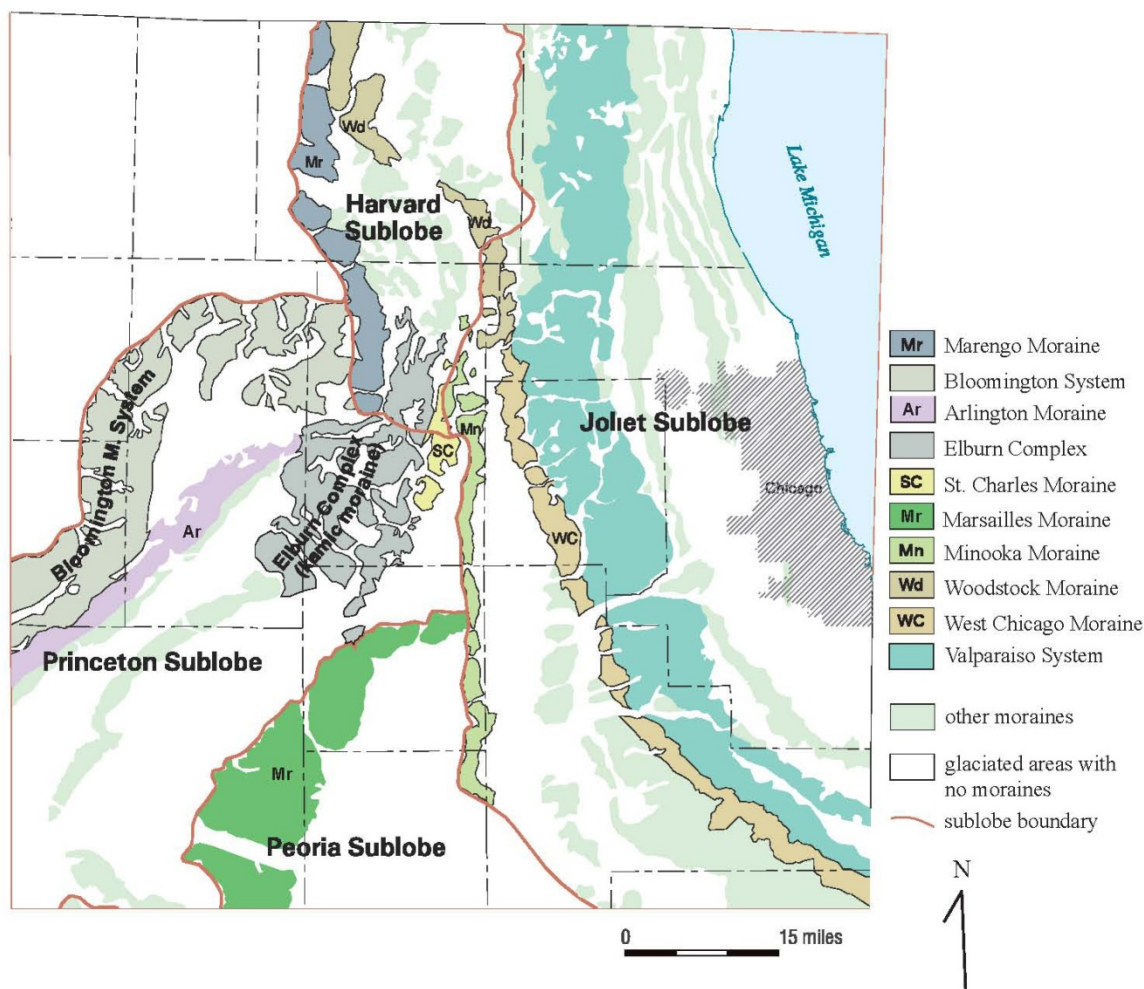 Lake Michigan
Wd
Mr
Harvard
Sublobe
Wd
Bloomington M. System
Joliet Sublobe
Mn
SC
Elburn Complex
(kamic moraine)
Chicago
Ar
WC
Princeton Sublobe
Mr
Peoria Sublobe
Mr Marengo Moraine
Bloomington System
Ar Arlington Moraine
Elburn Complex
SC St. Charles Moraine
Mr Marsailles Moraine
Mn Minooka Moraine
Wd Woodstock Moraine
WC West Chicago Moraine
Valparaiso System
other moraines
glaciated areas with
no moraines
sublobe boundary
N
0 15 miles